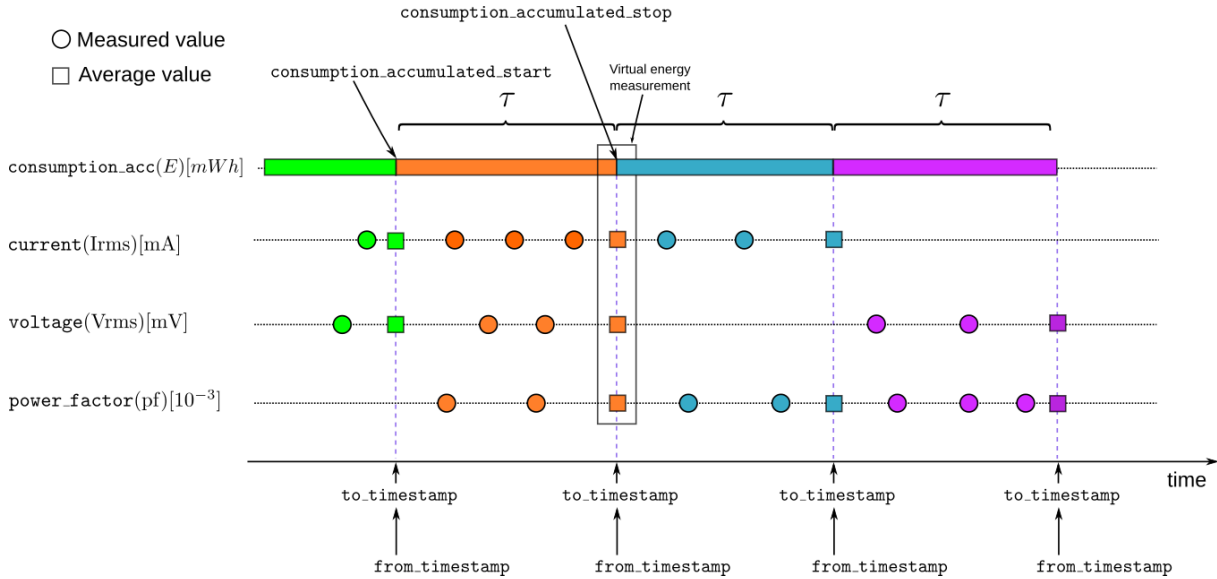 consumption_accumulated_stop
Measured value
Average value
consumption_accumulated_start
Virtual energy
measurement
τ τ τ
consumption_acc(E)[mWh]
current(Irms)[mA]
voltage(Vrms)[mV]
power_factor(pf)[10⁻³]
time
to_timestamp to_timestamp to_timestamp to_timestamp
from_timestamp from_timestamp from_timestamp from_timestamp